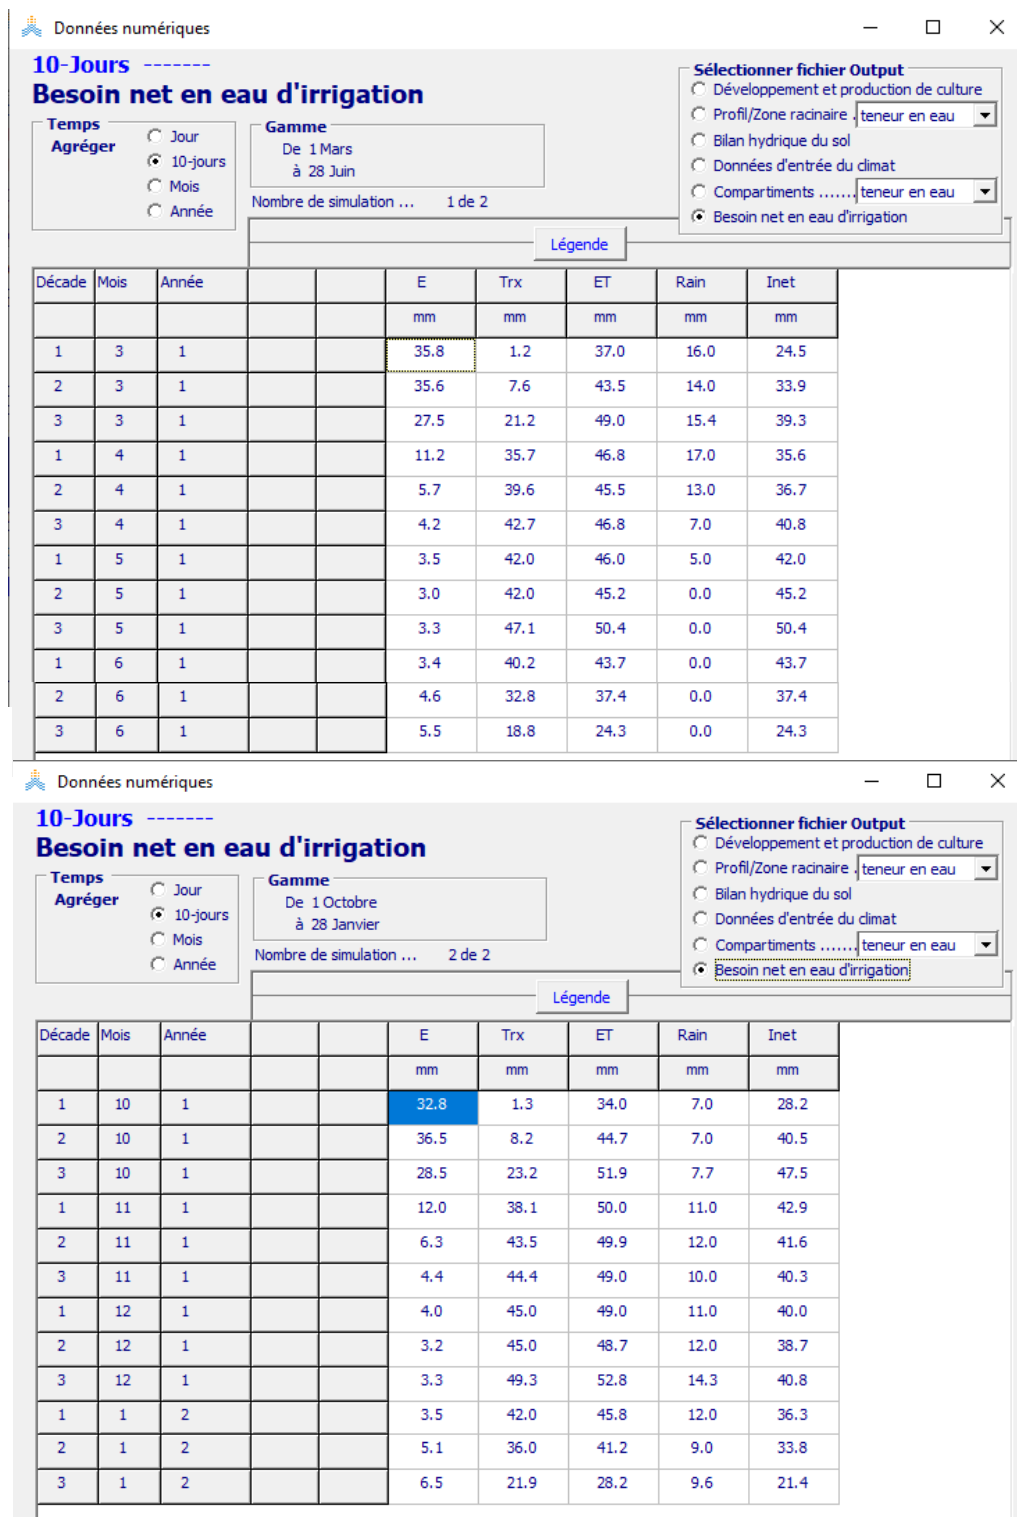 Données numériques
10-Jours -------
Besoin net en eau d'irrigation
Temps
Agréger
Jour
10-jours
Mois
Année
Gamme
De 1 Mars
à 28 Juin
Nombre de simulation ... 1 de 2
Sélectionner fichier Output
Développement et production de culture
Profil/Zone racinaire . teneur en eau
Bilan hydrique du sol
Données d'entrée du climat
Compartiments ....... teneur en eau
Besoin net en eau d'irrigation
Légende
Décade Mois Année E Trx ET Rain Inet
mm mm mm mm mm
1 3 1 35.8 1.2 37.0 16.0 24.5
2 3 1 35.6 7.6 43.5 14.0 33.9
3 3 1 27.5 21.2 49.0 15.4 39.3
1 4 1 11.2 35.7 46.8 17.0 35.6
2 4 1 5.7 39.6 45.5 13.0 36.7
3 4 1 4.2 42.7 46.8 7.0 40.8
1 5 1 3.5 42.0 46.0 5.0 42.0
2 5 1 3.0 42.0 45.2 0.0 45.2
3 5 1 3.3 47.1 50.4 0.0 50.4
1 6 1 3.4 40.2 43.7 0.0 43.7
2 6 1 4.6 32.8 37.4 0.0 37.4
3 6 1 5.5 18.8 24.3 0.0 24.3
Données numériques
10-Jours -------
Besoin net en eau d'irrigation
Temps
Agréger
Jour
10-jours
Mois
Année
Gamme
De 1 Octobre
à 28 Janvier
Nombre de simulation ... 2 de 2
Sélectionner fichier Output
Développement et production de culture
Profil/Zone racinaire . teneur en eau
Bilan hydrique du sol
Données d'entrée du climat
Compartiments ....... teneur en eau
Besoin net en eau d'irrigation
Légende
Décade Mois Année E Trx ET Rain Inet
mm mm mm mm mm
1 10 1 32.8 1.3 34.0 7.0 28.2
2 10 1 36.5 8.2 44.7 7.0 40.5
3 10 1 28.5 23.2 51.9 7.7 47.5
1 11 1 12.0 38.1 50.0 11.0 42.9
2 11 1 6.3 43.5 49.9 12.0 41.6
3 11 1 4.4 44.4 49.0 10.0 40.3
1 12 1 4.0 45.0 49.0 11.0 40.0
2 12 1 3.2 45.0 48.7 12.0 38.7
3 12 1 3.3 49.3 52.8 14.3 40.8
1 1 2 3.5 42.0 45.8 12.0 36.3
2 1 2 5.1 36.0 41.2 9.0 33.8
3 1 2 6.5 21.9 28.2 9.6 21.4